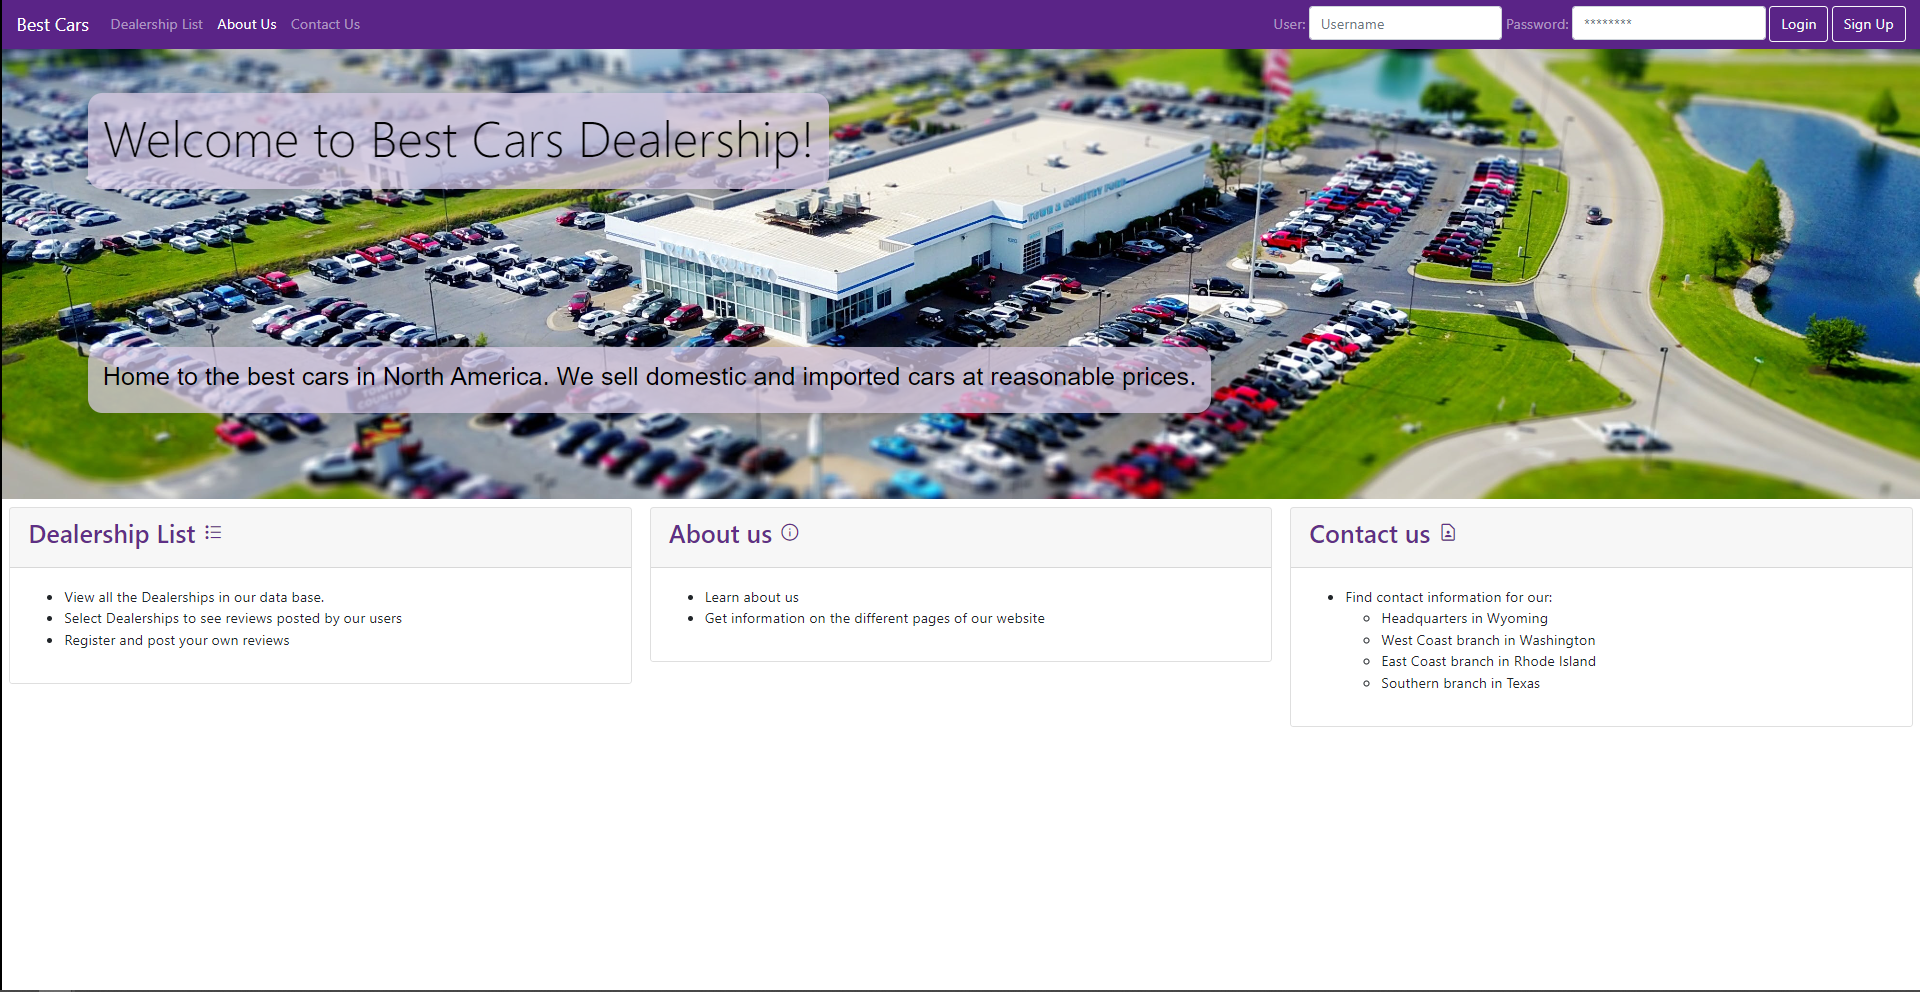 Best Cars Dealership List About Us Contact Us User: Username Password: ******** Login Sign Up
Welcome to Best Cars Dealership!
TOWN & COUNTRY FORD
Home to the best cars in North America. We sell domestic and imported cars at reasonable prices.
Dealership List
View all the Dealerships in our data base.
Select Dealerships to see reviews posted by our users
Register and post your own reviews
About us
Learn about us
Get information on the different pages of our website
Contact us
Find contact information for our:
Headquarters in Wyoming
West Coast branch in Washington
East Coast branch in Rhode Island
Southern branch in Texas